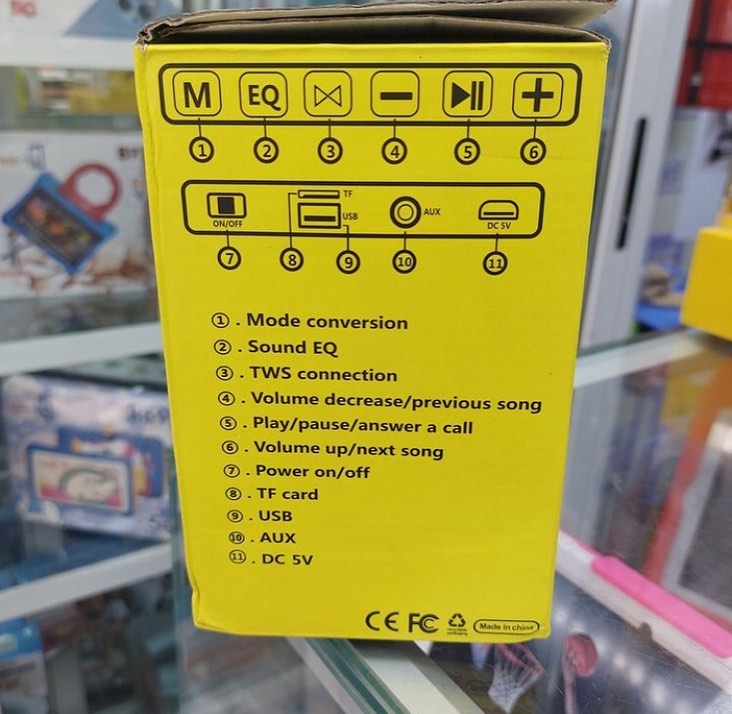 M EQ
① ② ③ ④ ⑤ ⑥
TF
USB
AUX
ON/OFF
DC 5V
⑦ ⑧ ⑨ ⑩ ⑪
① . Mode conversion
② . Sound EQ
③ . TWS connection
④ . Volume decrease/previous song
⑤ . Play/pause/answer a call
⑥ . Volume up/next song
⑦ . Power on/off
⑧ . TF card
⑨ . USB
⑩ . AUX
⑪ . DC 5V
CE FC
Made in china